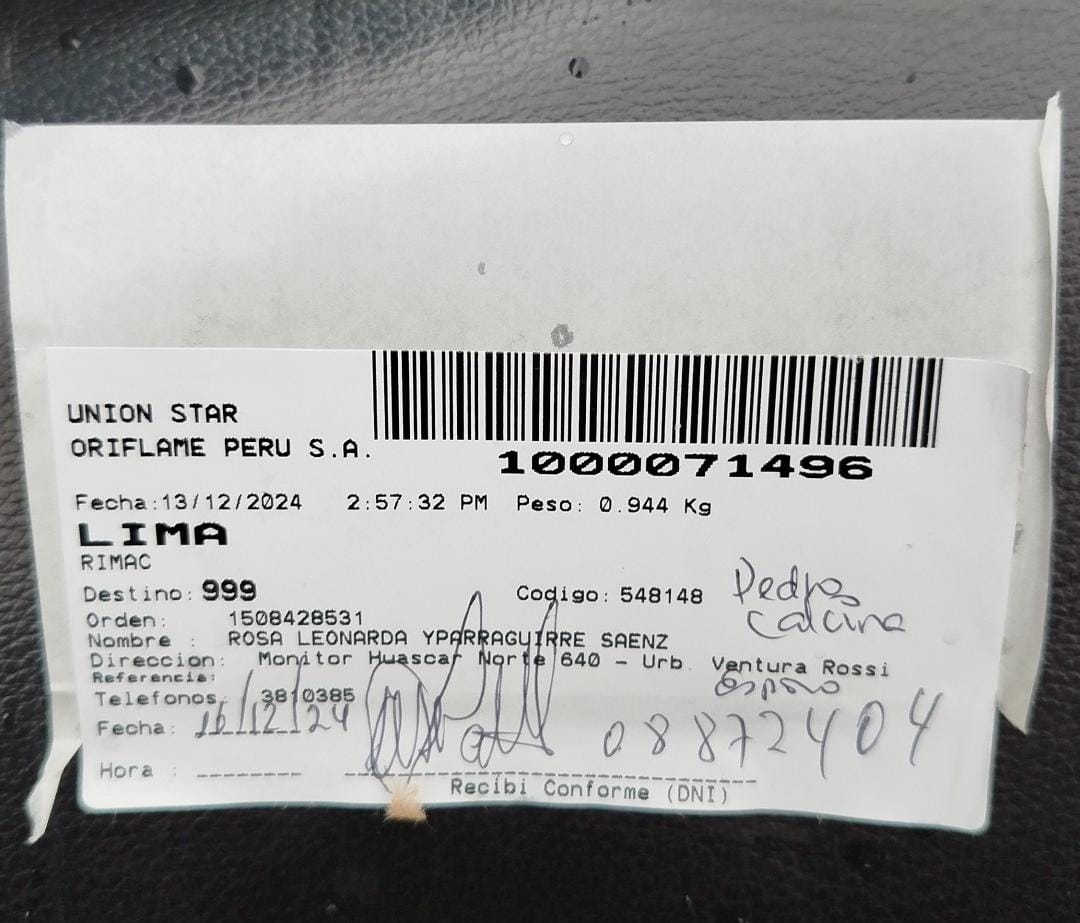 UNION STAR
ORIFLAME PERU S.A.
1000071496
Fecha:13/12/2024 2:57:32 PM Peso: 0.944 Kg
LIMA
RIMAC
Destino: 999 Codigo: 548148
Pedro
Calcina
Orden: 1508428531
Nombre : ROSA LEONARDA YPARRAGUIRRE SAENZ
Direccion: Monitor Huascar Norte 640 - Urb. Ventura Rossi
Referencia:
esposo
Telefonos: 3810385
Fecha: 16/12/24 08872404
Hora :
Recibi Conforme (DNI)